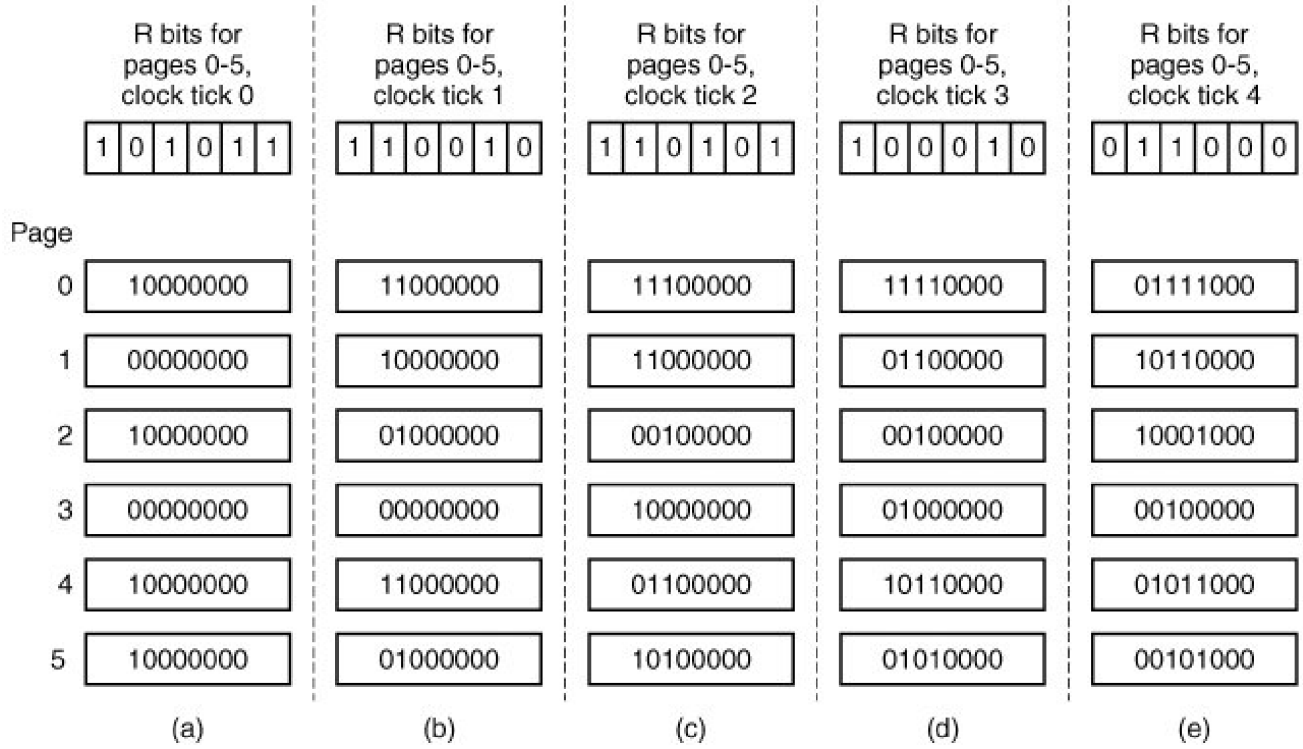 R bits for
pages 0-5,
clock tick 0
R bits for
pages 0-5,
clock tick 1
R bits for
pages 0-5,
clock tick 2
R bits for
pages 0-5,
clock tick 3
R bits for
pages 0-5,
clock tick 4
1 0 1 0 1 1
1 1 0 0 1 0
1 1 0 1 0 1
1 0 0 0 1 0
0 1 1 0 0 0
Page
0 10000000 11000000 11100000 11110000 01111000
1 00000000 10000000 11000000 01100000 10110000
2 10000000 01000000 00100000 00100000 10001000
3 00000000 00000000 10000000 01000000 00100000
4 10000000 11000000 01100000 10110000 01011000
5 10000000 01000000 10100000 01010000 00101000
(a) (b) (c) (d) (e)